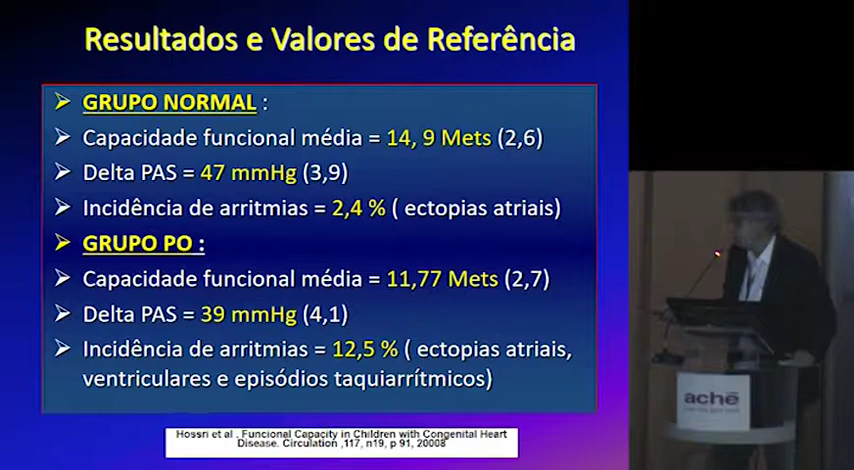 Resultados e Valores de Referência
➢ GRUPO NORMAL :
➢ Capacidade funcional média = 14, 9 Mets (2,6)
➢ Delta PAS = 47 mmHg (3,9)
➢ Incidência de arritmias = 2,4 % ( ectopias atriais)
➢ GRUPO PO :
➢ Capacidade funcional média = 11,77 Mets (2,7)
➢ Delta PAS = 39 mmHg (4,1)
➢ Incidência de arritmias = 12,5 % ( ectopias atriais,
ventriculares e episódios taquiarrítmicos)
Hossri et al . Funcional Capacity in Children with Congenital Heart
Disease. Circulation ,117, n19, p 91, 20008
aché